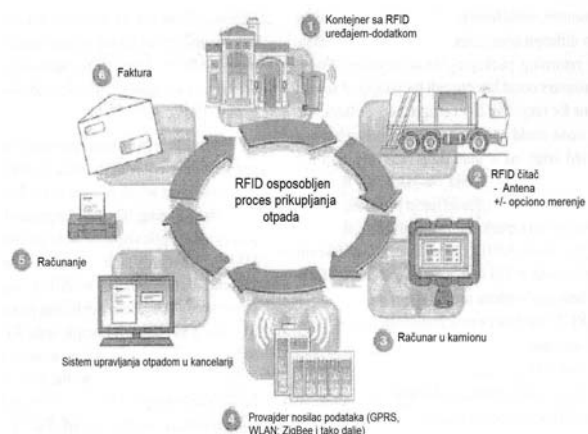 1 Kontejner sa RFID
uređajem-dodatkom
2 RFID čitač
- Antena
+/- opciono merenje
3 Računar u kamionu
4 Provajder nosilac podataka (GPRS,
WLAN; ZigBee i tako dalje)
Sistem upravljanja otpadom u kancelariji
5 Računanje
6 Faktura
RFID osposobljen
proces prikupljanja
otpada